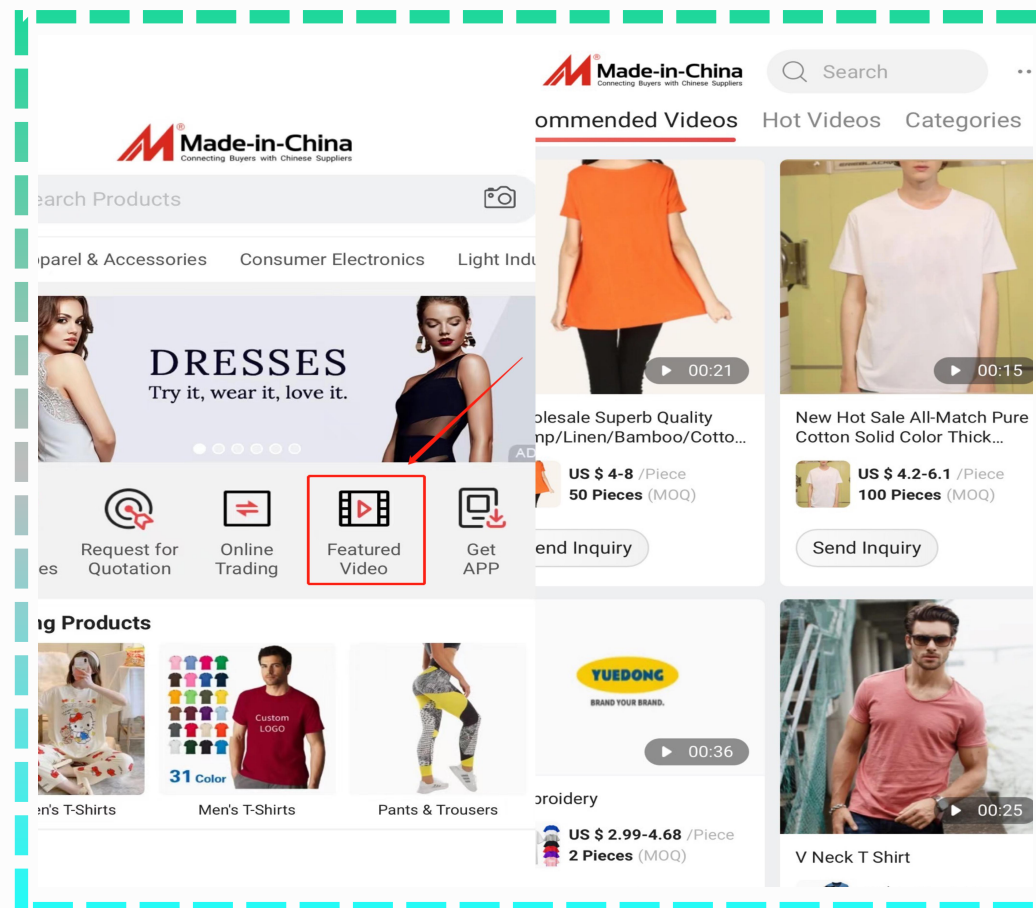 Made-in-China
Connecting Buyers with Chinese Suppliers
earch Products
parel & Accessories
Consumer Electronics
Light Indu
DRESSES
Try it, wear it, love it.
AD
Request for
Quotation
Online
Trading
Featured
Video
Get
APP
es
ng Products
Custom
LOGO
31 Color
en's T-Shirts
Men's T-Shirts
Pants & Trousers
Made-in-China
Connecting Buyers with Chinese Suppliers
Search
ommended Videos
Hot Videos
Categories
00:21
olesale Superb Quality
mp/Linen/Bamboo/Cotto...
US $ 4-8 /Piece
50 Pieces (MOQ)
end Inquiry
00:15
New Hot Sale All-Match Pure
Cotton Solid Color Thick...
US $ 4.2-6.1 /Piece
100 Pieces (MOQ)
Send Inquiry
YUEDONG
BRAND YOUR BRAND.
00:36
broidery
US $ 2.99-4.68 /Piece
2 Pieces (MOQ)
00:25
V Neck T Shirt